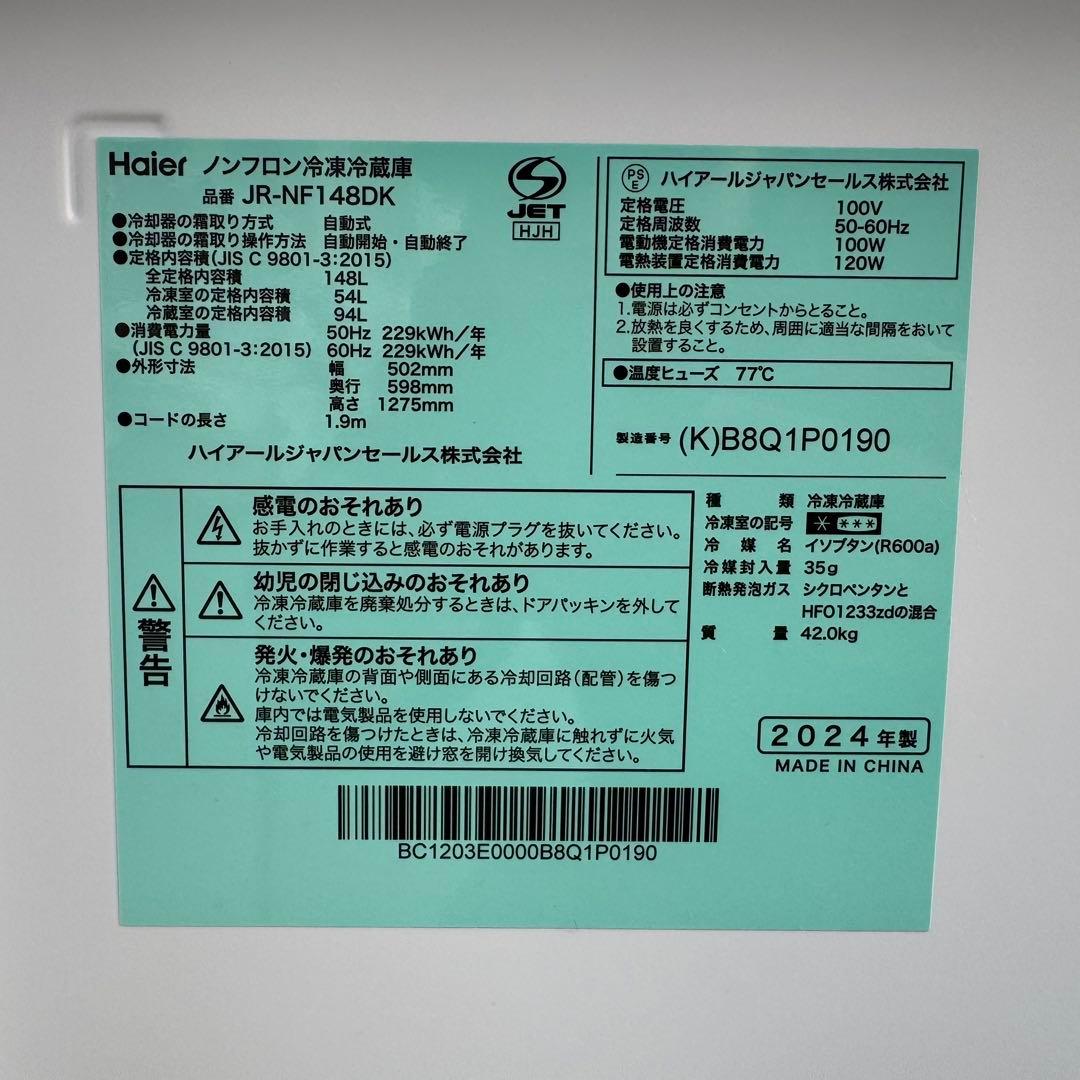 Haier ノンフロン冷凍冷蔵庫
品番 JR-NF148DK
●冷却器の霜取り方式 自動式
●冷却器の霜取り操作方法 自動開始・自動終了
●定格内容積(JIS C 9801-3:2015)
全定格内容積 148L
冷凍室の定格内容積 54L
冷蔵室の定格内容積 94L
●消費電力量 50Hz 229kWh/年
(JIS C 9801-3:2015) 60Hz 229kWh/年
●外形寸法 幅 502mm
奥行 598mm
高さ 1275mm
●コードの長さ 1.9m
ハイアールジャパンセールス株式会社
JET
HJH
PS
E ハイアールジャパンセールス株式会社
定格電圧 100V
定格周波数 50-60Hz
電動機定格消費電力 100W
電熱装置定格消費電力 120W
●使用上の注意
1.電源は必ずコンセントからとること。
2.放熱を良くするため、周囲に適当な間隔をおいて
設置すること。
●温度ヒューズ 77℃
製造番号 (K)B8Q1P0190
警告
感電のおそれあり
お手入れのときには、必ず電源プラグを抜いてください。
抜かずに作業すると感電のおそれがあります。
幼児の閉じ込みのおそれあり
冷凍冷蔵庫を廃棄処分するときは、ドアパッキンを外して
ください。
発火・爆発のおそれあり
冷凍冷蔵庫の背面や側面にある冷却回路(配管)を傷つ
けないでください。
庫内では電気製品を使用しないでください。
冷却回路を傷つけたときは、冷凍冷蔵庫に触れずに火気
や電気製品の使用を避け窓を開け換気してください。
種類 冷凍冷蔵庫
冷凍室の記号 * ***
冷媒名 イソブタン(R600a)
冷媒封入量 35g
断熱発泡ガス シクロペンタンと
HFO1233zdの混合
質量 42.0kg
2024年製
MADE IN CHINA
BC1203E0000B8Q1P0190